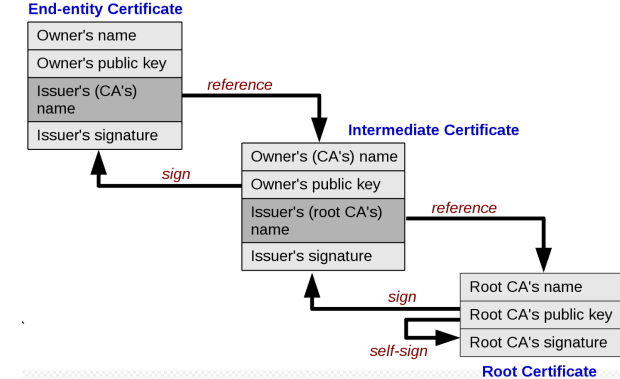 End-entity Certificate
Owner's name
Owner's public key
Issuer's (CA's)
name
Issuer's signature
reference
sign
Intermediate Certificate
Owner's (CA's) name
Owner's public key
Issuer's (root CA's)
name
Issuer's signature
reference
sign
self-sign
Root CA's name
Root CA's public key
Root CA's signature
Root Certificate